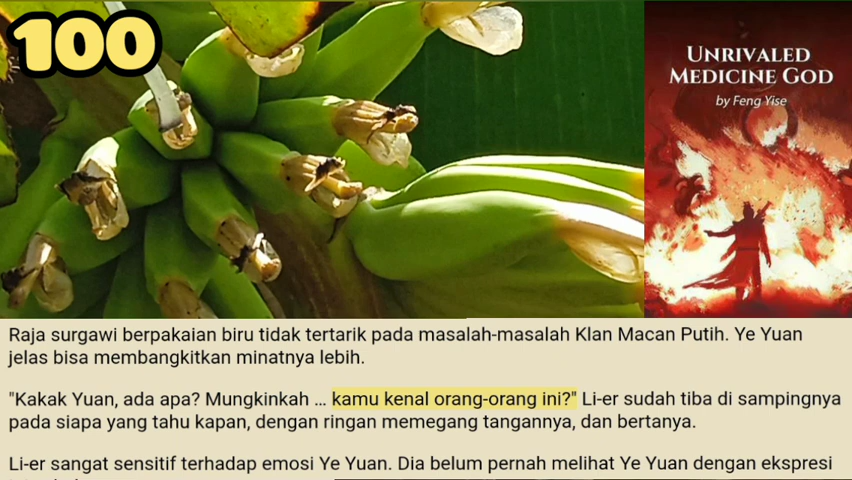 100
UNRIVALED
MEDICINE GOD
by Feng Yise
Raja surgawi berpakaian biru tidak tertarik pada masalah-masalah Klan Macan Putih. Ye Yuan
jelas bisa membangkitkan minatnya lebih.
"Kakak Yuan, ada apa? Mungkinkah ... kamu kenal orang-orang ini?" Li-er sudah tiba di sampingnya
pada siapa yang tahu kapan, dengan ringan memegang tangannya, dan bertanya.
Li-er sangat sensitif terhadap emosi Ye Yuan. Dia belum pernah melihat Ye Yuan dengan ekspresi